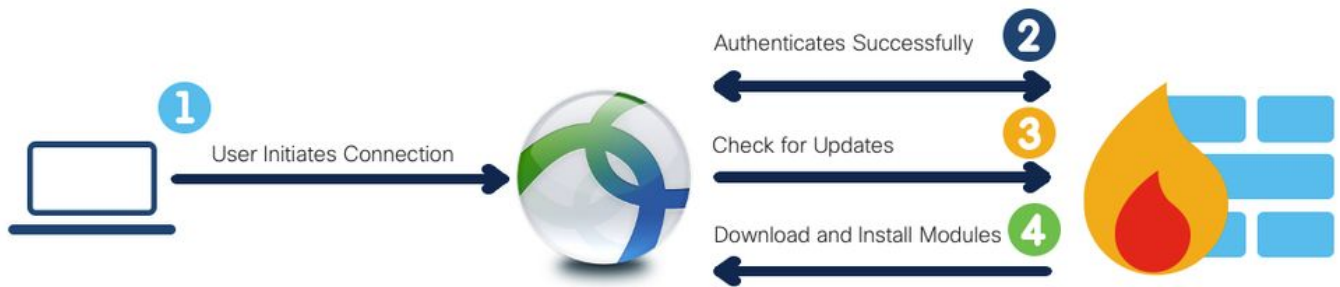 1
User Initiates Connection
Authenticates Successfully 2
Check for Updates 3
Download and Install Modules 4